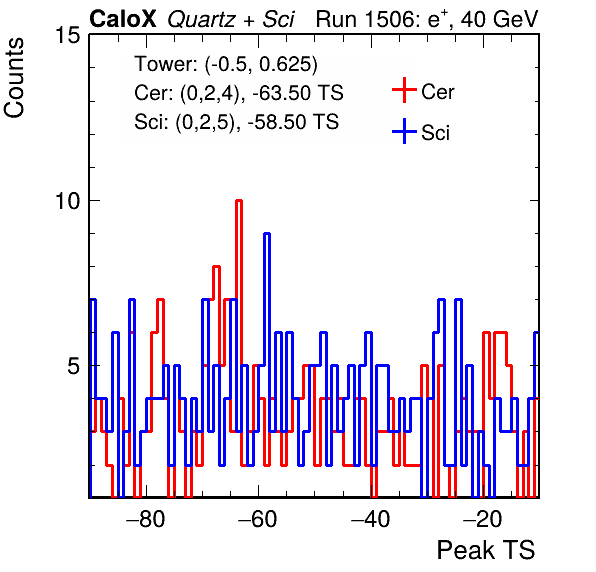 CaloX Quartz + Sci Run 1506: e⁺, 40 GeV
Counts
15
Tower: (-0.5, 0.625)
Cer: (0,2,4), -63.50 TS
Sci: (0,2,5), -58.50 TS
Cer
Sci
10
5
−80 −60 −40 −20
Peak TS